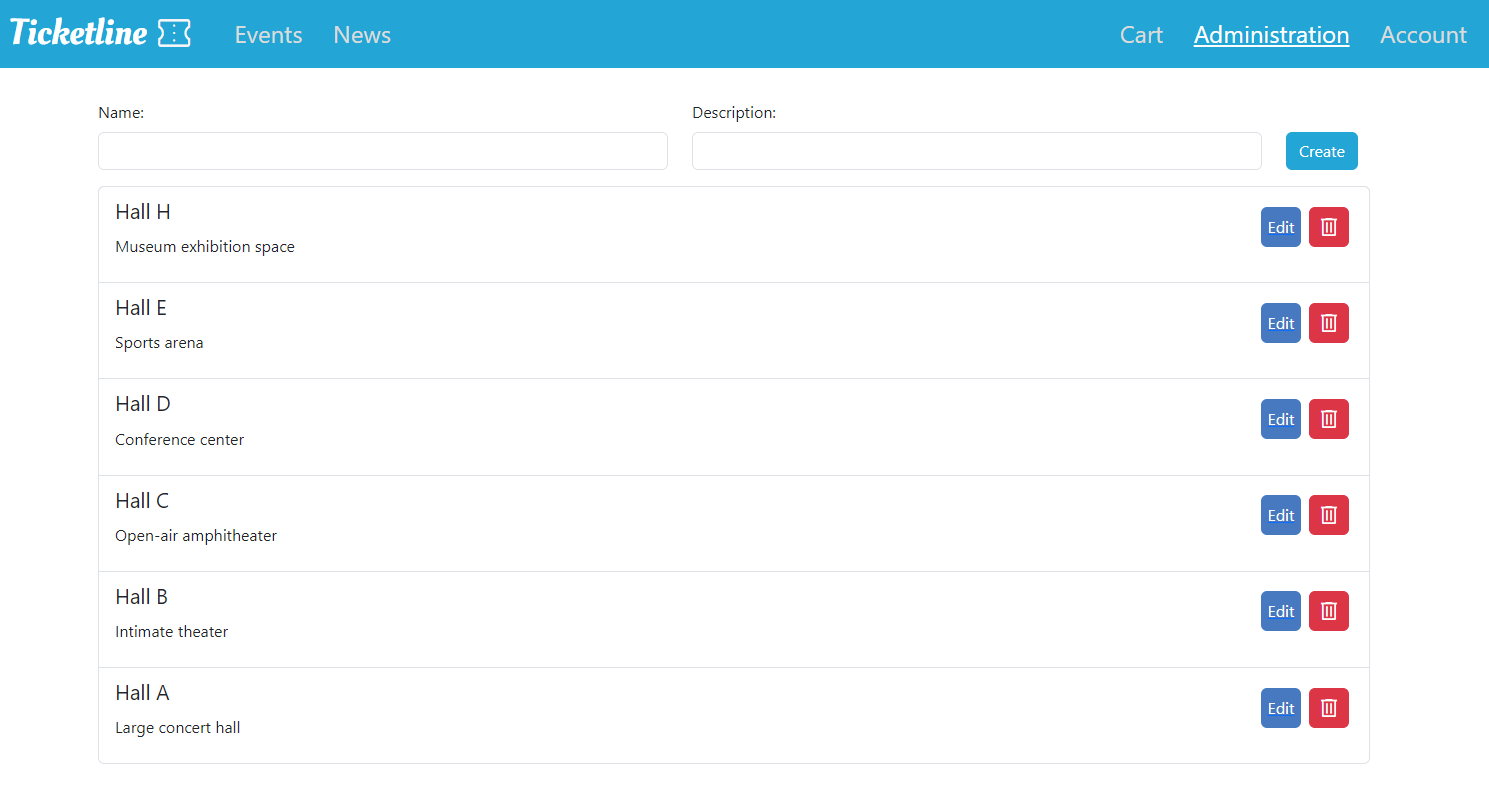 Ticketline Events News Cart Administration Account
Name: Description:
Create
Hall H
Museum exhibition space
Edit
Hall E
Sports arena
Edit
Hall D
Conference center
Edit
Hall C
Open-air amphitheater
Edit
Hall B
Intimate theater
Edit
Hall A
Large concert hall
Edit